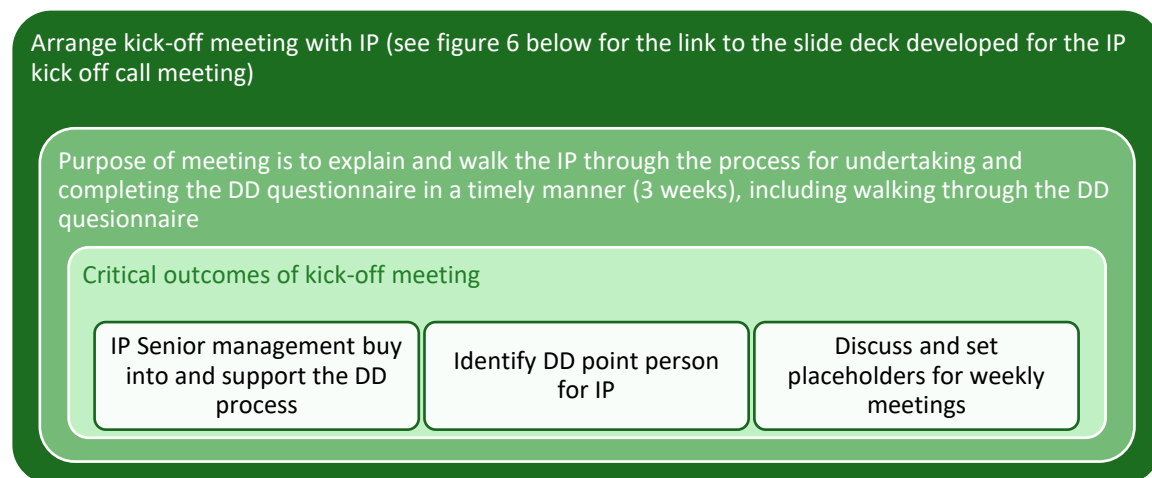 Arrange kick-off meeting with IP (see figure 6 below for the link to the slide deck developed for the IP
kick off call meeting)
Purpose of meeting is to explain and walk the IP through the process for undertaking and
completing the DD questionnaire in a timely manner (3 weeks), including walking through the DD
quesionnaire
Critical outcomes of kick-off meeting
IP Senior management buy
into and support the DD
process
Identify DD point person
for IP
Discuss and set
placeholders for weekly
meetings